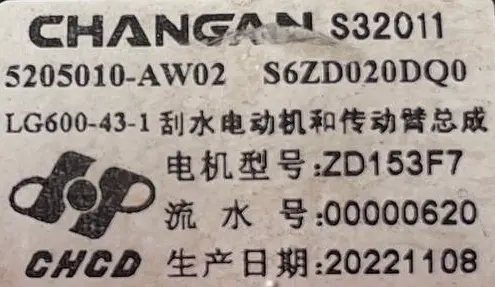 CHANGAN S32011
5205010-AW02 S6ZD020DQ0
LG600-43-1 刮水电动机和传动臂总成
电机型号:ZD153F7
流水号:00000620
CHCD 生产日期:20221108